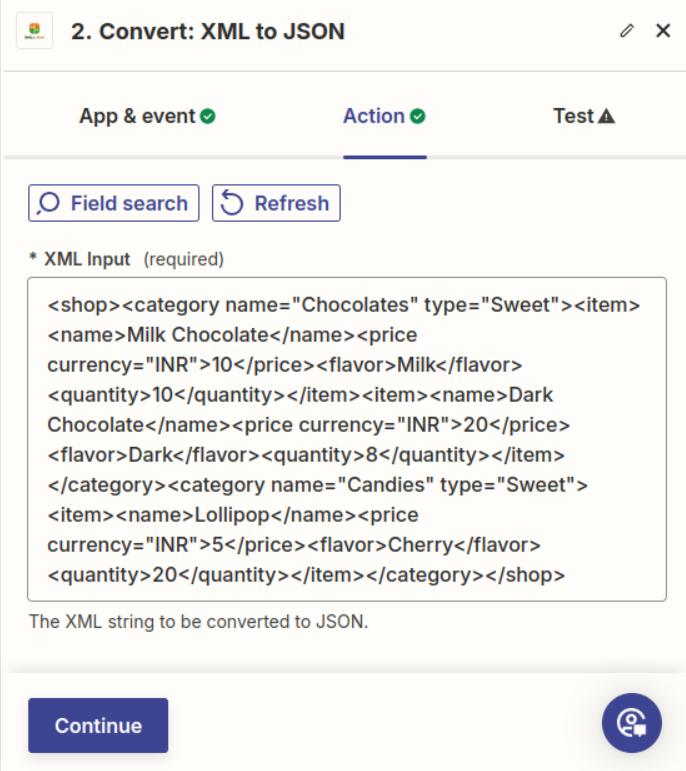 2. Convert: XML to JSON
App & event
Action
Test
Field search
Refresh
* XML Input (required)
<shop><category name="Chocolates" type="Sweet"><item>
<name>Milk Chocolate</name><price
currency="INR">10</price><flavor>Milk</flavor>
<quantity>10</quantity></item><item><name>Dark
Chocolate</name><price currency="INR">20</price>
<flavor>Dark</flavor><quantity>8</quantity></item>
</category><category name="Candies" type="Sweet">
<item><name>Lollipop</name><price
currency="INR">5</price><flavor>Cherry</flavor>
<quantity>20</quantity></item></category></shop>
The XML string to be converted to JSON.
Continue